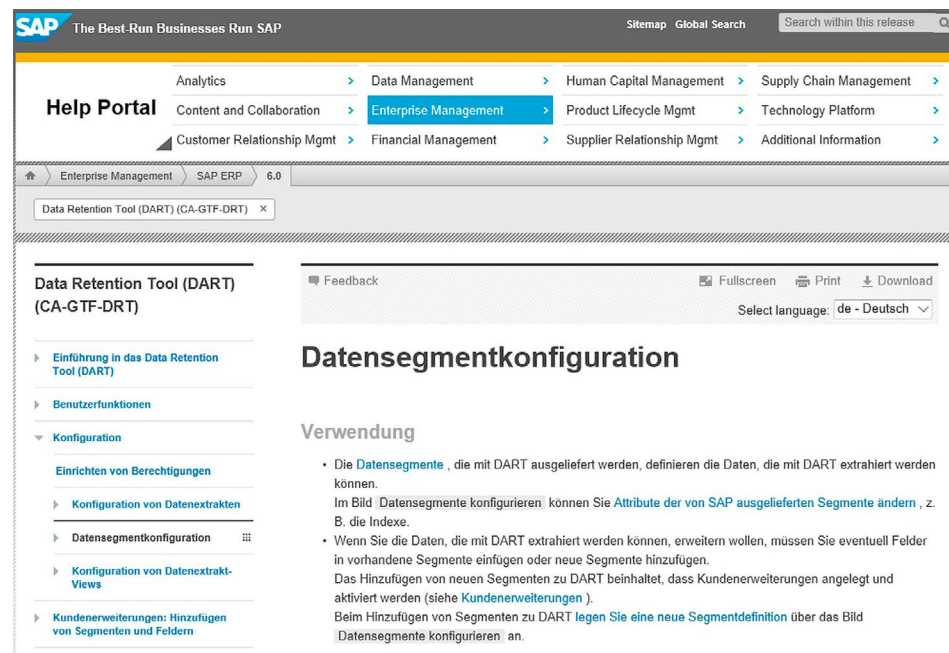 SAP The Best-Run Businesses Run SAP
Sitemap Global Search
Search within this release
Help Portal
Analytics
Data Management
Human Capital Management
Supply Chain Management
Content and Collaboration
Enterprise Management
Product Lifecycle Mgmt
Technology Platform
Customer Relationship Mgmt
Financial Management
Supplier Relationship Mgmt
Additional Information
Enterprise Management SAP ERP 6.0
Data Retention Tool (DART) (CA-GTF-DRT) ×
Data Retention Tool (DART)
(CA-GTF-DRT)
Einführung in das Data Retention
Tool (DART)
Benutzerfunktionen
Konfiguration
Einrichten von Berechtigungen
Konfiguration von Datenextrakten
Datensegmentkonfiguration
Konfiguration von Datenextrakt-
Views
Kundenerweiterungen: Hinzufügen
von Segmenten und Feldern
Feedback
Fullscreen Print Download
Select language: de - Deutsch
Datensegmentkonfiguration
Verwendung
• Die Datensegmente , die mit DART ausgeliefert werden, definieren die Daten, die mit DART extrahiert werden
können.
Im Bild Datensegmente konfigurieren können Sie Attribute der von SAP ausgelieferten Segmente ändern , z.
B. die Indexe.
• Wenn Sie die Daten, die mit DART extrahiert werden können, erweitern wollen, müssen Sie eventuell Felder
in vorhandene Segmente einfügen oder neue Segmente hinzufügen.
Das Hinzufügen von neuen Segmenten zu DART beinhaltet, dass Kundenerweiterungen angelegt und
aktiviert werden (siehe Kundenerweiterungen ).
Beim Hinzufügen von Segmenten zu DART legen Sie eine neue Segmentdefinition über das Bild
Datensegmente konfigurieren an.